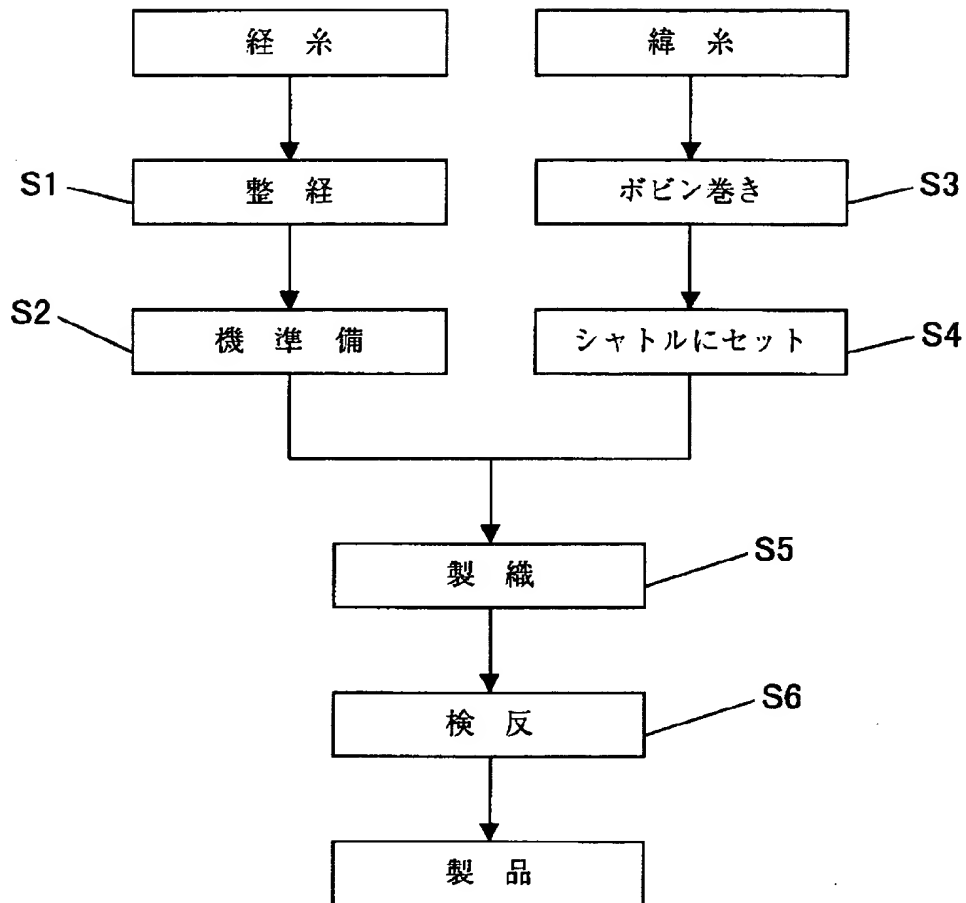 経 糸
緯 糸
S1
整 経
ボビン巻き
S3
S2
機 準 備
シャトルにセット
S4
製 織
S5
検 反
S6
製 品